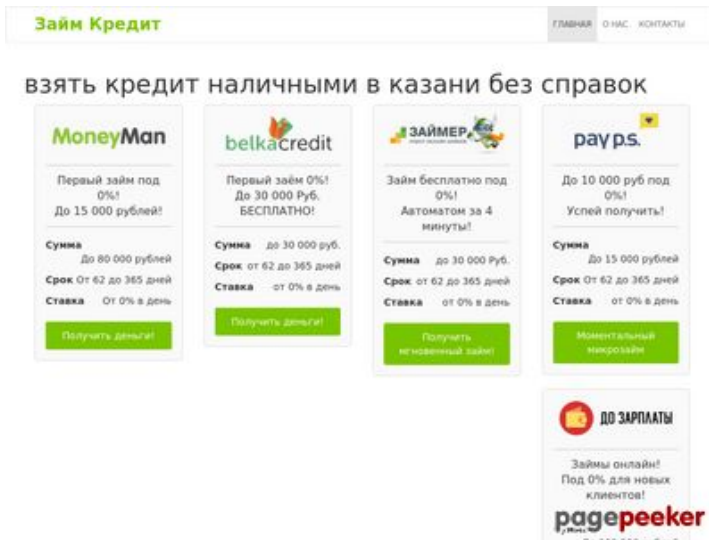 Займ Кредит
ГЛАВНАЯ О НАС КОНТАКТЫ
взять кредит наличными в казани без справок
MoneyMan
Первый займ под
0%!
До 15 000 рублей!
Сумма
До 80 000 рублей
Срок От 62 до 365 дней
Ставка От 0% в день
Получить деньги!
belkacredit
Первый заём 0%!
До 30 000 Руб.
БЕСПЛАТНО!
Сумма до 30 000 руб.
Срок от 62 до 365 дней
Ставка от 0% в день
Получить деньги!
ЗАЙМЕР
Займ бесплатно под
0%!
Автоматом за 4
минуты!
Сумма до 30 000 Руб.
Срок от 62 до 365 дней
Ставка от 0% в день
Получить
мгновенный займ!
pay p.s.
До 10 000 руб под
0%!
Успей получить!
Сумма
До 15 000 рублей
Срок От 62 до 365 дней
Ставка От 0% в день
Моментальный
микрозайм
ДО ЗАРПЛАТЫ
Займы онлайн!
Под 0% для новых
клиентов!
pagepeeker